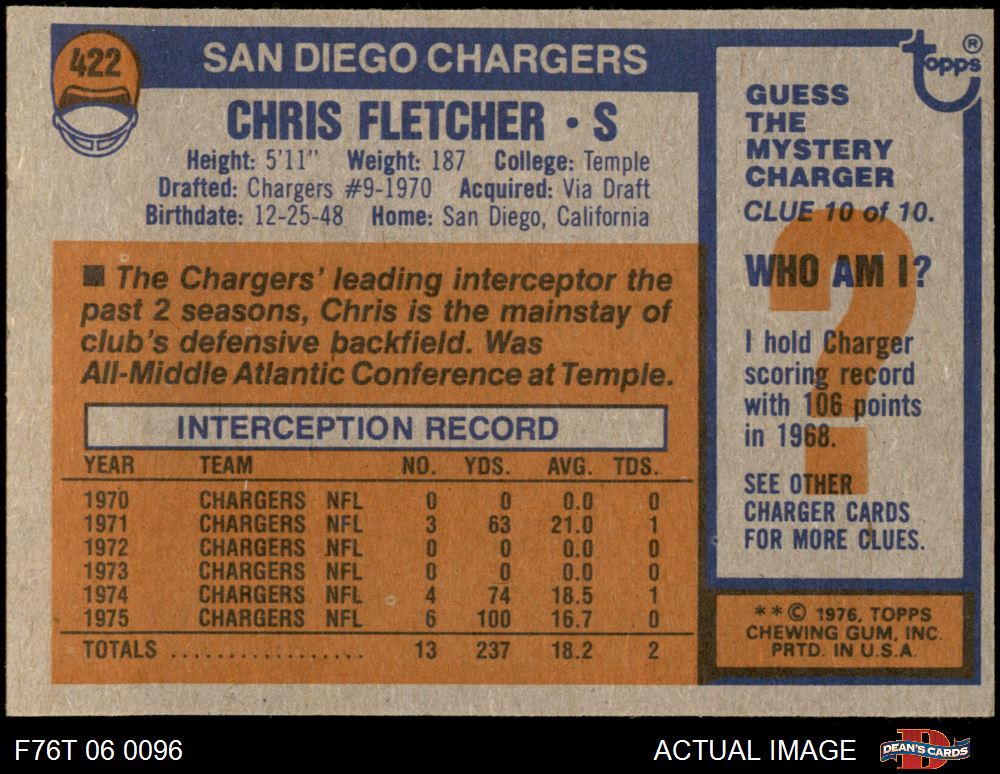 422
SAN DIEGO CHARGERS
topps ®
CHRIS FLETCHER • S
Height: 5'11" Weight: 187 College: Temple
Drafted: Chargers #9-1970 Acquired: Via Draft
Birthdate: 12-25-48 Home: San Diego, California
■ The Chargers' leading interceptor the
past 2 seasons, Chris is the mainstay of
club's defensive backfield. Was
All-Middle Atlantic Conference at Temple.
INTERCEPTION RECORD
YEAR TEAM NO. YDS. AVG. TDS.
1970 CHARGERS NFL 0 0 0.0 0
1971 CHARGERS NFL 3 63 21.0 1
1972 CHARGERS NFL 0 0 0.0 0
1973 CHARGERS NFL 0 0 0.0 0
1974 CHARGERS NFL 4 74 18.5 1
1975 CHARGERS NFL 6 100 16.7 0
TOTALS .................. 13 237 18.2 2
GUESS
THE
MYSTERY
CHARGER
CLUE 10 of 10.
?
WHO AM I?
I hold Charger
scoring record
with 106 points
in 1968.
SEE OTHER
CHARGER CARDS
FOR MORE CLUES.
**© 1976, TOPPS
CHEWING GUM, INC.
PRTD. IN U.S.A.
F76T 06 0096
ACTUAL IMAGE
D
DEAN'S CARDS